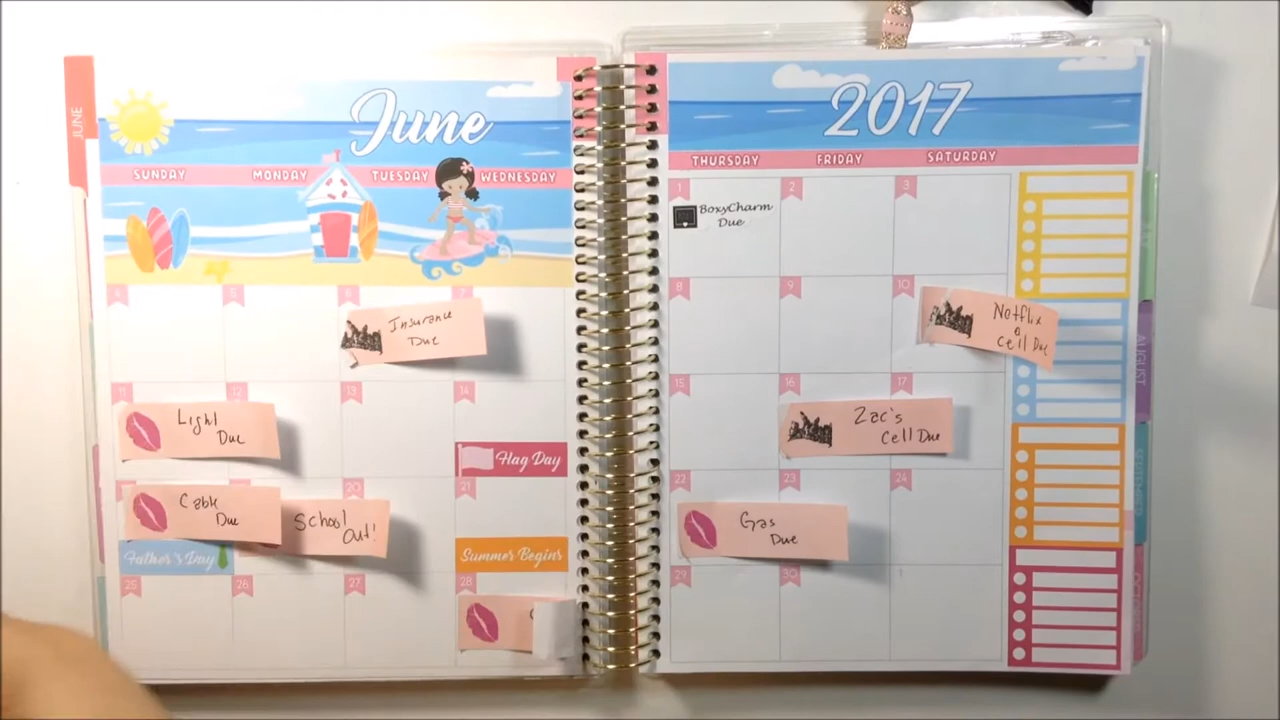 JUNE
June
2017
SUNDAY MONDAY TUESDAY WEDNESDAY
THURSDAY FRIDAY SATURDAY
1 2 3
BoxyCharm
Due
4 5 6 7
Insurance
Due
8 9 10
Netflix
&
Cell Due
11 12 13 14
Light
Due
Flag Day
15 16 17
Zac's
Cell Due
20 21
Cable
Due
School
Out!
Father's Day
Summer Begins
22 23 24
Gas
Due
25 26 27 28
29 30
AUGUST
SEPTEMBER
OCTOBER